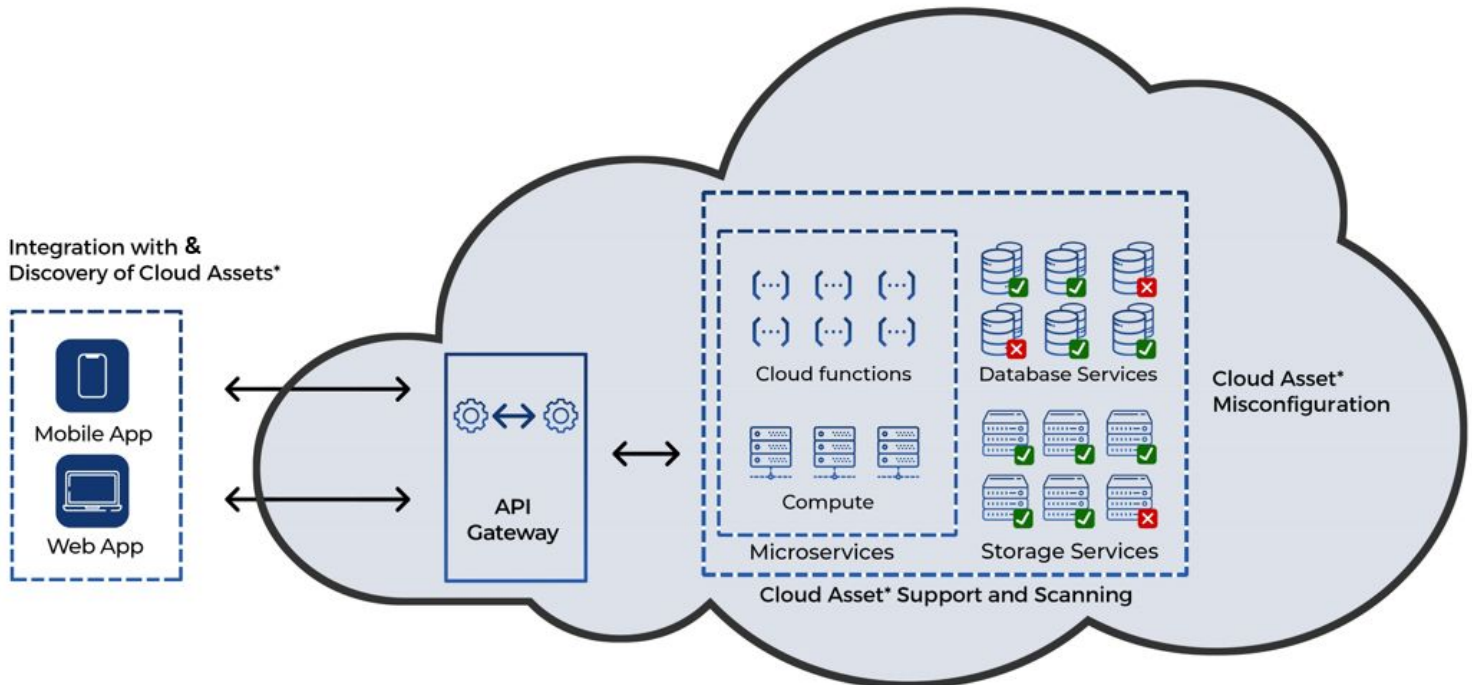 Integration with &
Discovery of Cloud Assets*
Mobile App
Web App
API
Gateway
Cloud functions
Compute
Microservices
Database Services
Storage Services
Cloud Asset* Support and Scanning
Cloud Asset*
Misconfiguration